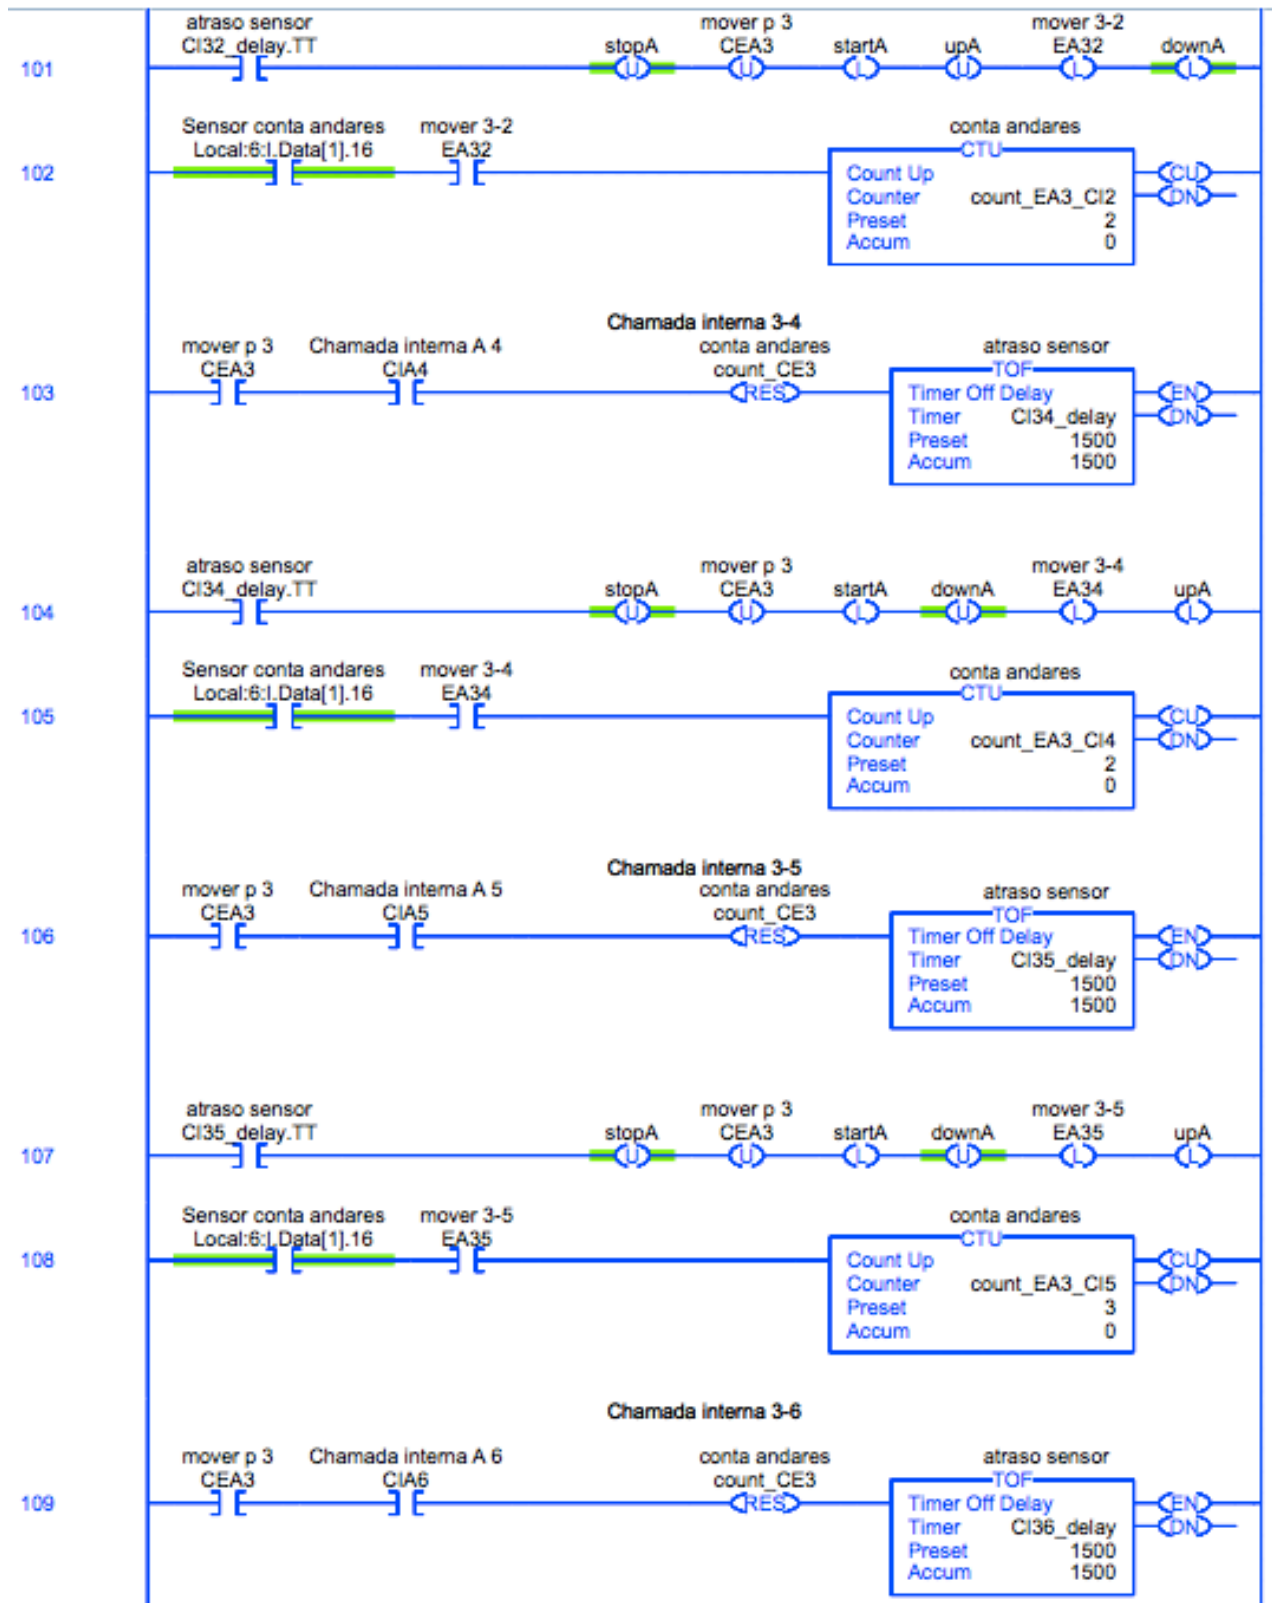 atraso sensor mover p 3 mover 3-2
CI32_delay.TT stopA CEA3 startA upA EA32 downA
101 U U L U L L
Sensor conta andares mover 3-2 conta andares
Local:6:I.Data[1].16 EA32 CTU
102 Count Up CU
Counter count_EA3_CI2 DN
Preset 2
Accum 0
Chamada interna 3-4
mover p 3 Chamada interna A 4 conta andares atraso sensor
CEA3 CIA4 count_CE3 TOF
103 RES Timer Off Delay EN
Timer CI34_delay DN
Preset 1500
Accum 1500
atraso sensor mover p 3 mover 3-4
CI34_delay.TT stopA CEA3 startA downA EA34 upA
104 U U L U L L
Sensor conta andares mover 3-4 conta andares
Local:6:I.Data[1].16 EA34 CTU
105 Count Up CU
Counter count_EA3_CI4 DN
Preset 2
Accum 0
Chamada interna 3-5
mover p 3 Chamada interna A 5 conta andares atraso sensor
CEA3 CIA5 count_CE3 TOF
106 RES Timer Off Delay EN
Timer CI35_delay DN
Preset 1500
Accum 1500
atraso sensor mover p 3 mover 3-5
CI35_delay.TT stopA CEA3 startA downA EA35 upA
107 U U L U L L
Sensor conta andares mover 3-5 conta andares
Local:6:I.Data[1].16 EA35 CTU
108 Count Up CU
Counter count_EA3_CI5 DN
Preset 3
Accum 0
Chamada interna 3-6
mover p 3 Chamada interna A 6 conta andares atraso sensor
CEA3 CIA6 count_CE3 TOF
109 RES Timer Off Delay EN
Timer CI36_delay DN
Preset 1500
Accum 1500